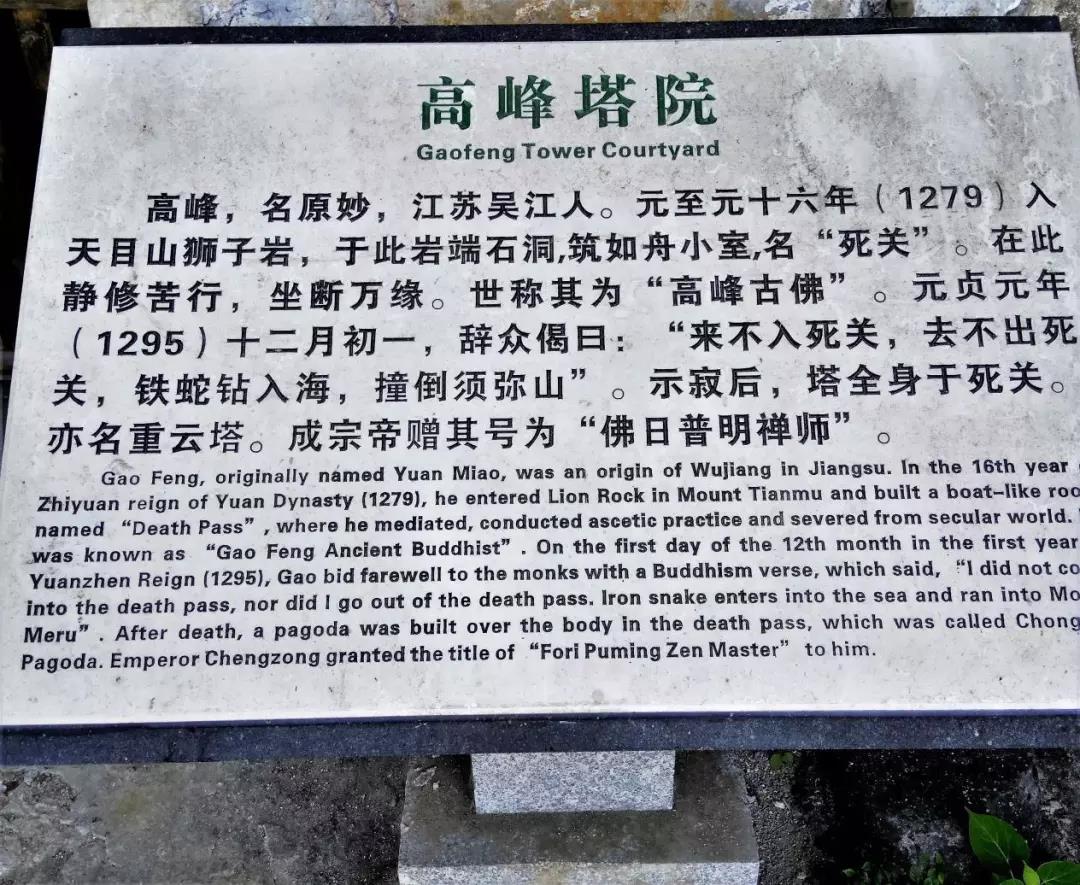 高峰塔院
Gaofeng Tower Courtyard
高峰，名原妙，江苏吴江人。元至元十六年（1279）入
天目山狮子岩，于此岩端石洞,筑如舟小室,名“死关”。在此
静修苦行，坐断万缘。世称其为“高峰古佛”。元贞元年
（1295）十二月初一，辞众偈曰：“来不入死关，去不出死
关，铁蛇钻入海，撞倒须弥山”。示寂后，塔全身于死关。
亦名重云塔。成宗帝赠其号为“佛日普明禅师”。
Gao Feng, originally named Yuan Miao, was an origin of Wujiang in Jiangsu. In the 16th year
Zhiyuan reign of Yuan Dynasty (1279), he entered Lion Rock in Mount Tianmu and built a boat-like roo
named “Death Pass”, where he mediated, conducted ascetic practice and severed from secular world.
was known as “Gao Feng Ancient Buddhist”. On the first day of the 12th month in the first year
Yuanzhen Reign (1295), Gao bid farewell to the monks with a Buddhism verse, which said, “I did not co
into the death pass, nor did I go out of the death pass. Iron snake enters into the sea and ran into Mo
Meru”. After death, a pagoda was built over the body in the death pass, which was called Chong
Pagoda. Emperor Chengzong granted the title of “Fori Puming Zen Master” to him.